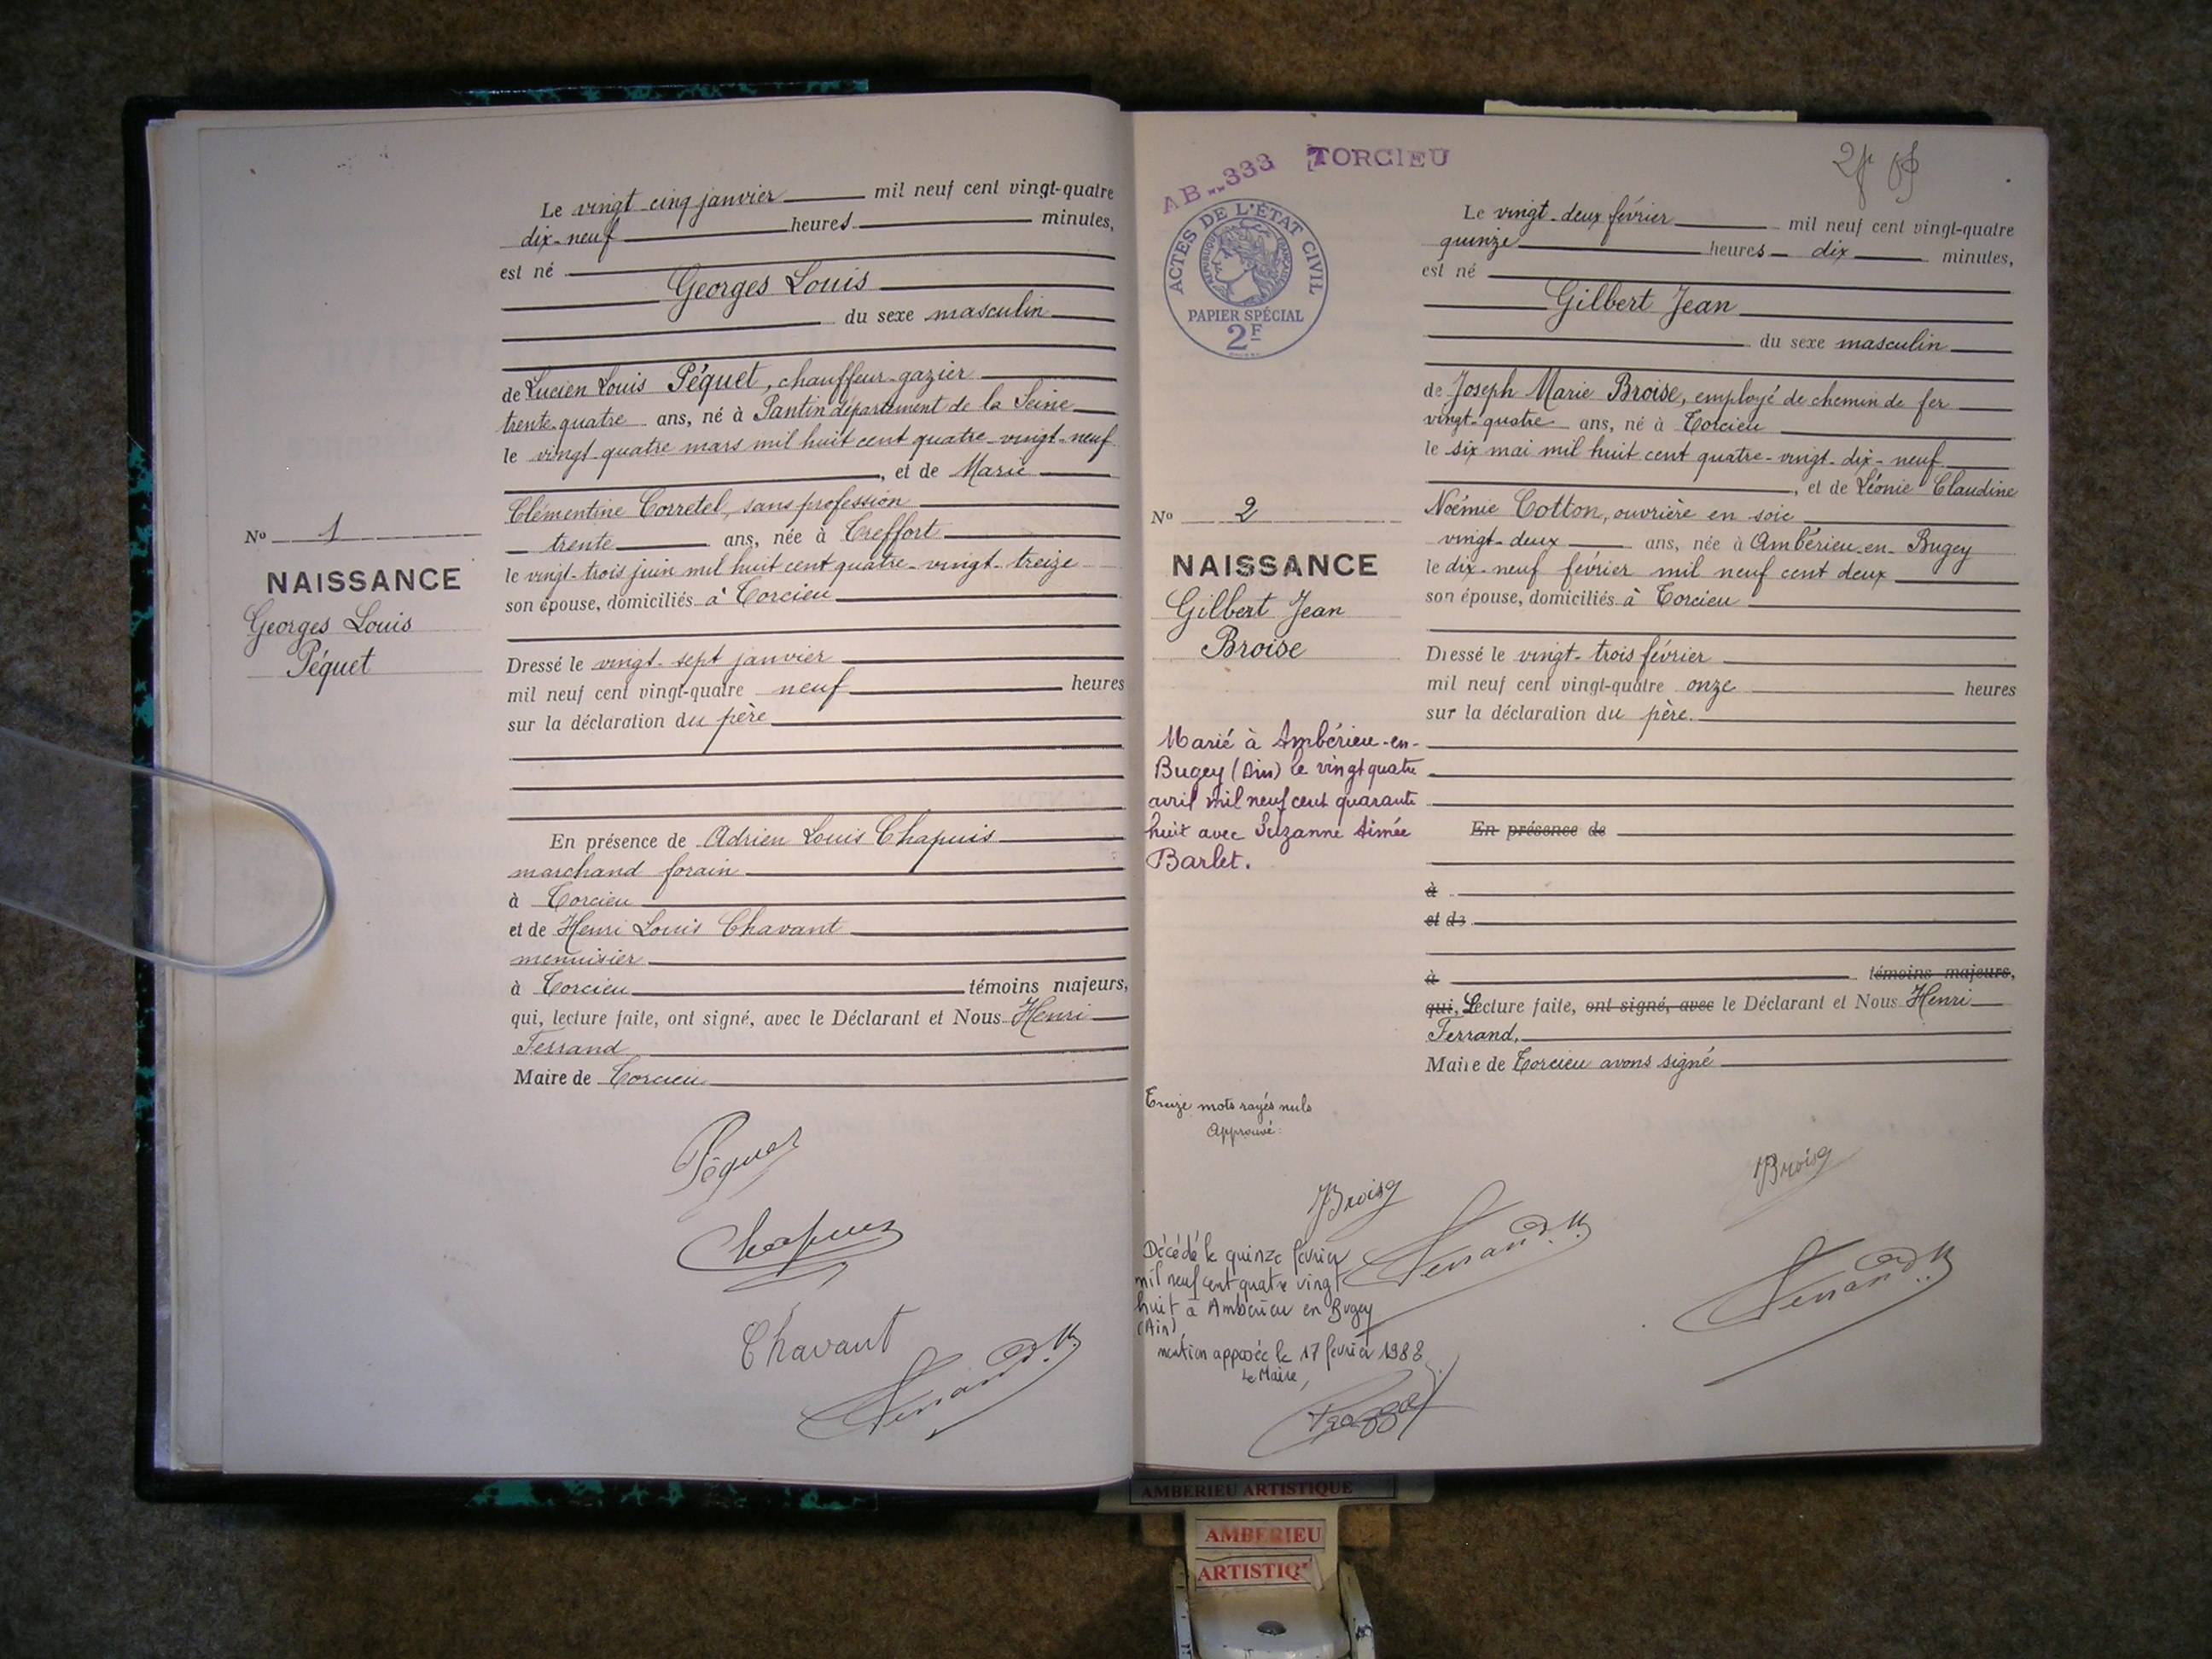 Le vingt-cinq janvier mil neuf cent vingt-quatre
dix-neuf heures minutes,
est né
Georges Louis
du sexe masculin
de Lucien Louis Péquet, chauffeur-gazier
trente-quatre ans, né à Pantin département de la Seine
le vingt-quatre mars mil huit cent quatre-vingt-neuf
, et de Marie
Clémentine Corretel, sans profession
trente ans, née à Treffort
le vingt-trois juin mil huit cent quatre-vingt-treize
son épouse, domiciliés à Torcieu
No 1
NAISSANCE
Georges Louis
Péquet
Dressé le vingt-sept janvier
mil neuf cent vingt-quatre neuf heures
sur la déclaration du père
En présence de Adrien Louis Chapuis
marchand forain
à Torcieu
et de Henri Louis Chavant
menuisier
à Torcieu témoins majeurs,
qui, lecture faite, ont signé, avec le Déclarant et Nous Henri
Ferrand
Maire de Torcieu
Péquet
Chapuis
Chavant
Ferrand
AB--333 TORCIEU
ACTES DE L'ÉTAT CIVIL
RÉPUBLIQUE FRANÇAISE
PAPIER SPÉCIAL
2F
Le vingt-deux février mil neuf cent vingt-quatre
quinze heures dix minutes,
est né
Gilbert Jean
du sexe masculin
de Joseph Marie Broise, employé de chemin de fer
vingt-quatre ans, né à Torcieu
le six mai mil huit cent quatre-vingt-dix-neuf
, et de Léonie Claudine
Noémie Cotton, ouvrière en soie
vingt-deux ans, née à Ambérieu-en-Bugey
le dix-neuf février mil neuf cent deux
son épouse, domiciliés à Torcieu
No 2
NAISSANCE
Gilbert Jean
Broise
Dressé le vingt-trois février
mil neuf cent vingt-quatre onze heures
sur la déclaration du père.
Marié à Ambérieu-en-
Bugey (Ain) le vingt quatre
avril mil neuf cent quarante
huit avec Suzanne Aimée
Barlet.
En présence de
à
et de
à témoins majeurs,
qui, Lecture faite, ont signé, avec le Déclarant et Nous Henri
Ferrand,
Maire de Torcieu avons signé
Treize mots rayés nuls
Approuvé:
Broise
Ferrand
Broise
Ferrand
Décédé le quinze février
mil neuf cent quatre vingt
huit à Ambérieu en Bugey
(Ain)
mention apposée le 17 février 1988
Le Maire,
AMBERIEU ARTISTIQUE
AMBERIEU
ARTISTIQ